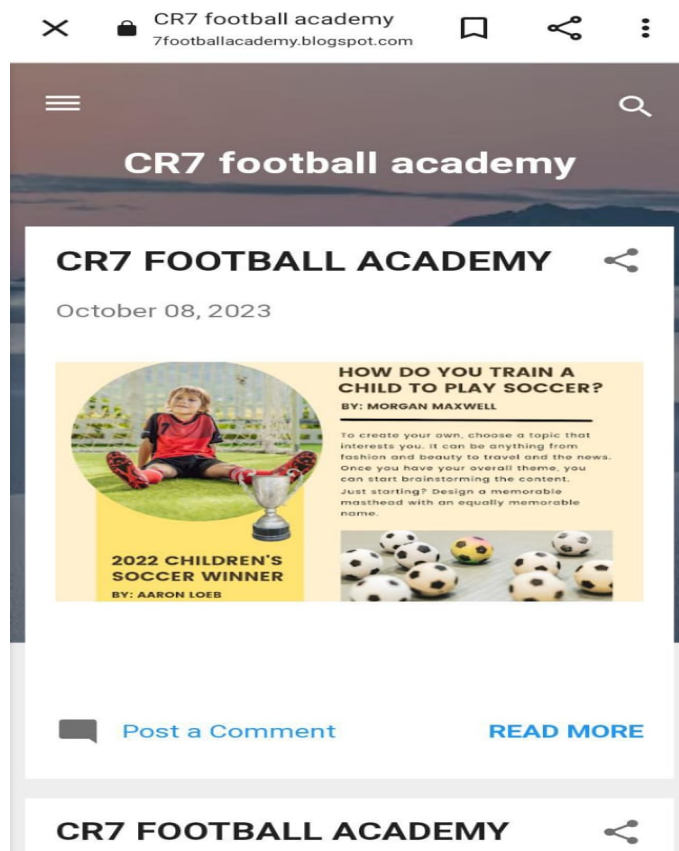 CR7 football academy
7footballacademy.blogspot.com
CR7 football academy
CR7 FOOTBALL ACADEMY
October 08, 2023
HOW DO YOU TRAIN A
CHILD TO PLAY SOCCER?
BY: MORGAN MAXWELL
To create your own, choose a topic that
interests you. It can be anything from
fashion and beauty to travel and the news.
Once you have your overall theme, you
can start brainstorming the content.
Just starting? Design a memorable
masthead with an equally memorable
name.
2022 CHILDREN'S
SOCCER WINNER
BY: AARON LOEB
Post a Comment
READ MORE
CR7 FOOTBALL ACADEMY